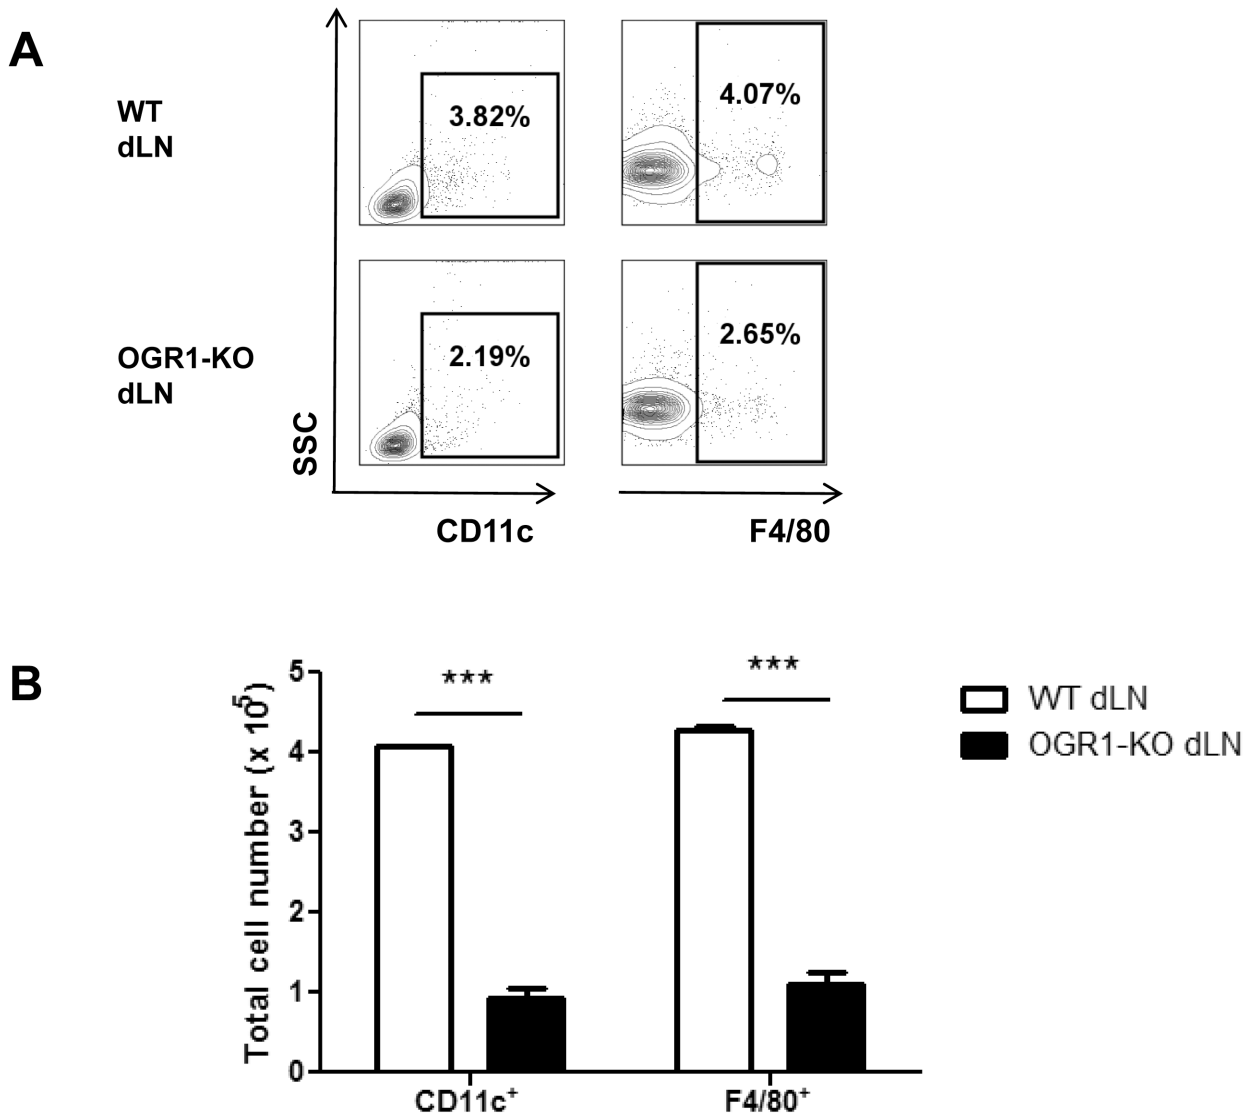 A
WT
dLN
3.82%
4.07%
OGR1-KO
dLN
2.19%
2.65%
SSC
CD11c
F4/80
B
Total cell number (x 10⁵)
5
4
3
2
1
0
***
***
WT dLN
OGR1-KO dLN
CD11c⁺
F4/80⁺